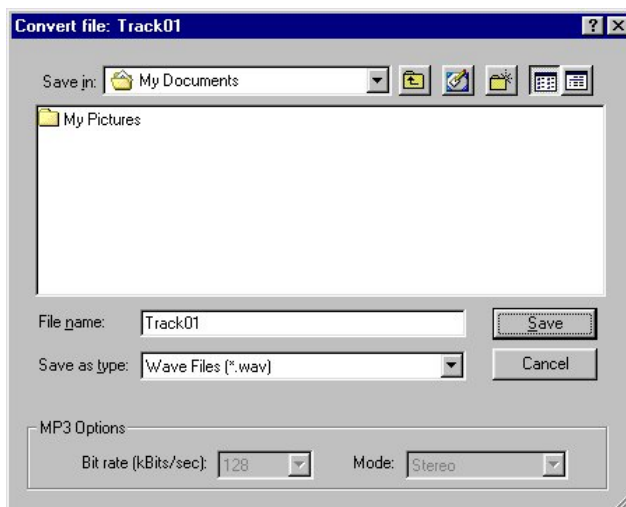 Convert file: Track01
Save in: My Documents
My Pictures
File name: Track01
Save
Save as type: Wave Files (*.wav)
Cancel
MP3 Options
Bit rate (kBits/sec): 128 Mode: Stereo